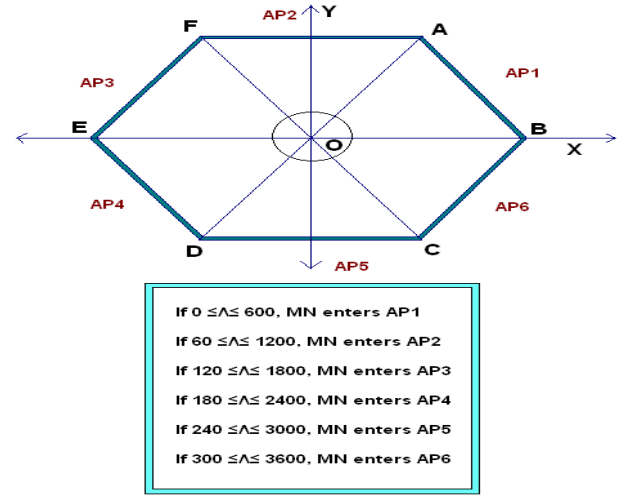 AP2 Y
F A
AP3 AP1
E B
O X
AP4 AP6
D C
AP5
If 0 ≤Λ≤ 600, MN enters AP1
If 60 ≤Λ≤ 1200, MN enters AP2
If 120 ≤Λ≤ 1800, MN enters AP3
If 180 ≤Λ≤ 2400, MN enters AP4
If 240 ≤Λ≤ 3000, MN enters AP5
If 300 ≤Λ≤ 3600, MN enters AP6